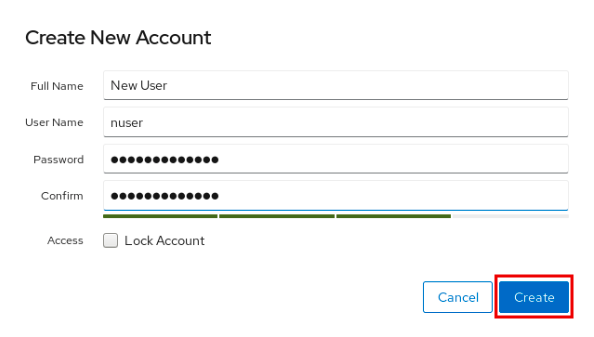 Create New Account
Full Name New User
User Name nuser
Password ●●●●●●●●●●●●●
Confirm ●●●●●●●●●●●●●
Access Lock Account
Cancel Create